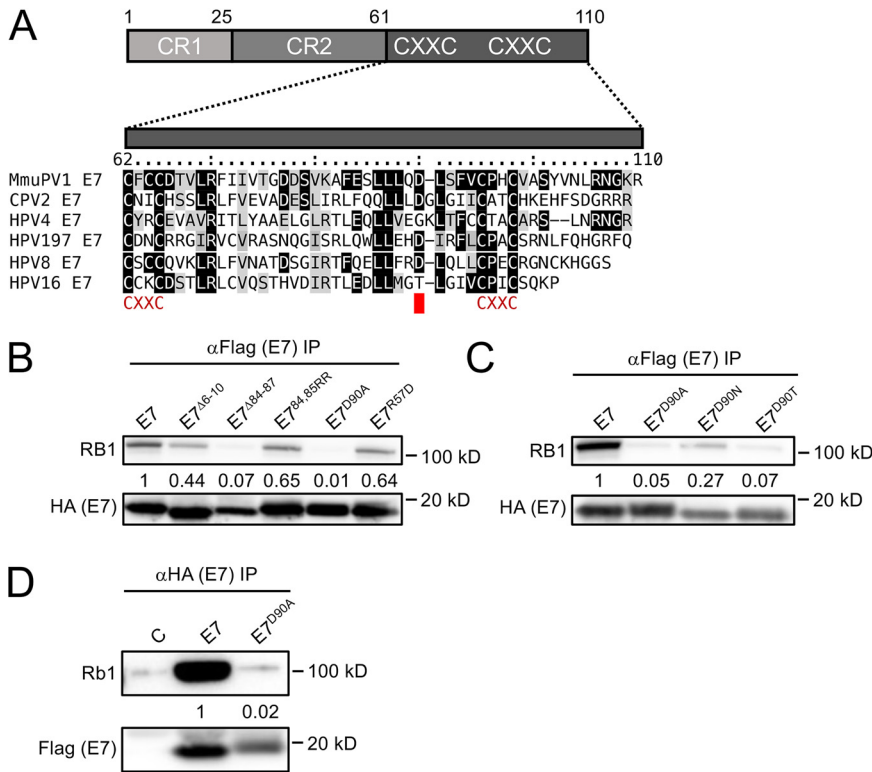 A
1 25 61 110
CR1 CR2 CXXC CXXC
62 110
MmuPV1 E7 CFCCDTVLRFILVTGDDSVKAFESLLLQD-LSFVCPHCVASYVNLRNGKR
CPV2 E7 CNICHSSLRLFVEVADESLIRLFQQLLLDGLGIICATCHKEHFSDGRRR
HPV4 E7 CYRCEVAVRITLYAAELGLRTLEQLLVEGKLTFCCTACARS--LNRNGR
HPV197 E7 CDNCRRGIRVCVRASNQGISRLQWLLEHD-IRFLCPACSRNLFQHGRFQ
HPV8 E7 CSCCQVKLRLFVNATDSGIRTFQELLFRD-LQLLCPECRGNCKHGGS
HPV16 E7 CCKCDSTLRLCVQSTHVDIRTLEDLLMGT-LGIVCPICSQKP
CXXC CXXC
B
αFlag (E7) IP
E7 E7Δ6-10 E7Δ84-87 E784,85RR E7D90A E7R57D
RB1 100 kD
1 0.44 0.07 0.65 0.01 0.64
HA (E7) 20 kD
C
αFlag (E7) IP
E7 E7D90A E7D90N E7D90T
RB1 100 kD
1 0.05 0.27 0.07
HA (E7) 20 kD
D
αHA (E7) IP
C E7 E7D90A
Rb1 100 kD
1 0.02
Flag (E7) 20 kD